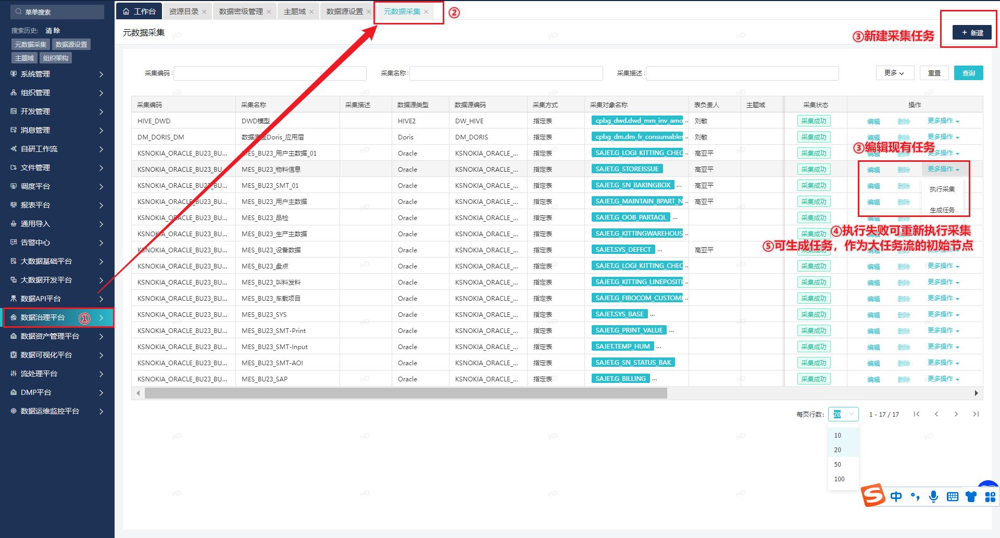 菜单搜索
搜索历史: 清 除
元数据采集 数据源设置
主题域 组织架构
系统管理
组织管理
开发管理
消息管理
自研工作流
文件管理
调度平台
报表平台
通用导入
告警中心
大数据基础平台
大数据开发平台
数据API平台
数据治理平台 ①
数据资产管理平台
数据可视化平台
流处理平台
DMP平台
数据运维监控平台
工作台 资源目录 × 数据密级管理 × 主题域 × 数据源设置 × 元数据采集 × ②
元数据采集
③新建采集任务 + 新建
采集编码: 采集名称: 采集描述: 更多 重置 查询
采集编码 采集名称 采集描述 数据源类型 数据源编码 采集方式 采集对象名称 表负责人 主题域 采集状态 操作
HIVE_DWD DWD模型 HIVE2 DW_HIVE 指定表 cpbg_dwd.dwd_mm_inv_amo .. 刘敏 采集成功 编辑 删除 更多操作
DM_DORIS_DM 数据底座Doris_应用层 Doris DM_DORIS 指定表 cpbg_dm.dm_fr_consumables .. 刘敏 采集成功 编辑 删除 更多操作
③编辑现有任务
KSNOKIA_ORACLE_BU23_BU... MES_BU23_用户主数据_01 Oracle KSNOKIA_ORACLE_... 指定表 SAJET.G_LOGI_KITTING_CHEC .. 高亚平 采集成功 编辑 删除 更多操作
KSNOKIA_ORACLE_BU23_BU... MES_BU23_物料信息 Oracle KSNOKIA_ORACLE_... 指定表 SAJET.G_STOREISSUE 高亚平 采集成功 编辑 删除 更多操作
KSNOKIA_ORACLE_BU23_BU... MES_BU23_SMT_01 Oracle KSNOKIA_ORACLE_... 指定表 SAJET.G_SN_BAKINGBOX ... 高亚平 采集成功 编辑 删除 执行采集
KSNOKIA_ORACLE_BU23_BU... MES_BU23_用户主数据 Oracle KSNOKIA_ORACLE_... 指定表 SAJET.G_MAINTAIN_8PART_N .. 高亚平 采集成功 编辑 删除 生成任务
KSNOKIA_ORACLE_BU23_BU... MES_BU23_品检 Oracle KSNOKIA_ORACLE_... 指定表 SAJET.G_OOB_PARTAQL ... 采集成功 编辑 删除
KSNOKIA_ORACLE_BU23_BU... MES_BU23_生产主数据 Oracle KSNOKIA_ORACLE_... 指定表 SAJET.G_KITTINGWAREHOUS 采集成功
④执行失败可重新执行采集
⑤可生成任务，作为大任务流的初始节点
KSNOKIA_ORACLE_BU23_BU... MES_BU23_设备数据 Oracle KSNOKIA_ORACLE_... 指定表 SAJET.SYS_DEFECT ... 高亚平 采集成功 编辑 删除 更多操作
KSNOKIA_ORACLE_BU23_BU... MES_BU23_盘点 Oracle KSNOKIA_ORACLE_... 指定表 SAJET.G_LOGI_KITTING_CHEC .. 采集成功 编辑 删除 更多操作
KSNOKIA_ORACLE_BU23_BU... MES_BU23_叫料发料 Oracle KSNOKIA_ORACLE_... 指定表 SAJET.G_KITTING_LINEPOSITI .. 采集成功 编辑 删除 更多操作
KSNOKIA_ORACLE_BU23_BU... MES_BU23_车载项目 Oracle KSNOKIA_ORACLE_... 指定表 SAJET.G_FIBOCOM_CUSTOMI .. 采集成功 编辑 删除 更多操作
KSNOKIA_ORACLE_BU23_BU... MES_BU23_SYS Oracle KSNOKIA_ORACLE_... 指定表 SAJET.SYS_BASE ... 采集成功 编辑 删除 更多操作
KSNOKIA_ORACLE_BU23_BU... MES_BU23_SMT-Print Oracle KSNOKIA_ORACLE_... 指定表 SAJET.G_PRINT_VALUE ... 采集成功 编辑 删除 更多操作
KSNOKIA_ORACLE_BU23_BU... MES_BU23_SMT-Input Oracle KSNOKIA_ORACLE_... 指定表 SAJET.TEMP_HUM ... 采集成功 编辑 删除 更多操作
KSNOKIA_ORACLE_BU23_BU... MES_BU23_SMT-AOI Oracle KSNOKIA_ORACLE_... 指定表 SAJET.G_SN_STATUS_BAK 采集成功 编辑 删除 更多操作
KSNOKIA_ORACLE_BU23_BU... MES_BU23_SAP Oracle KSNOKIA_ORACLE_... 指定表 SAJET.G_BILLING ... 采集成功 编辑 删除 更多操作
每页行数: 20 1 - 17 / 17
10
20
50
100
S 中